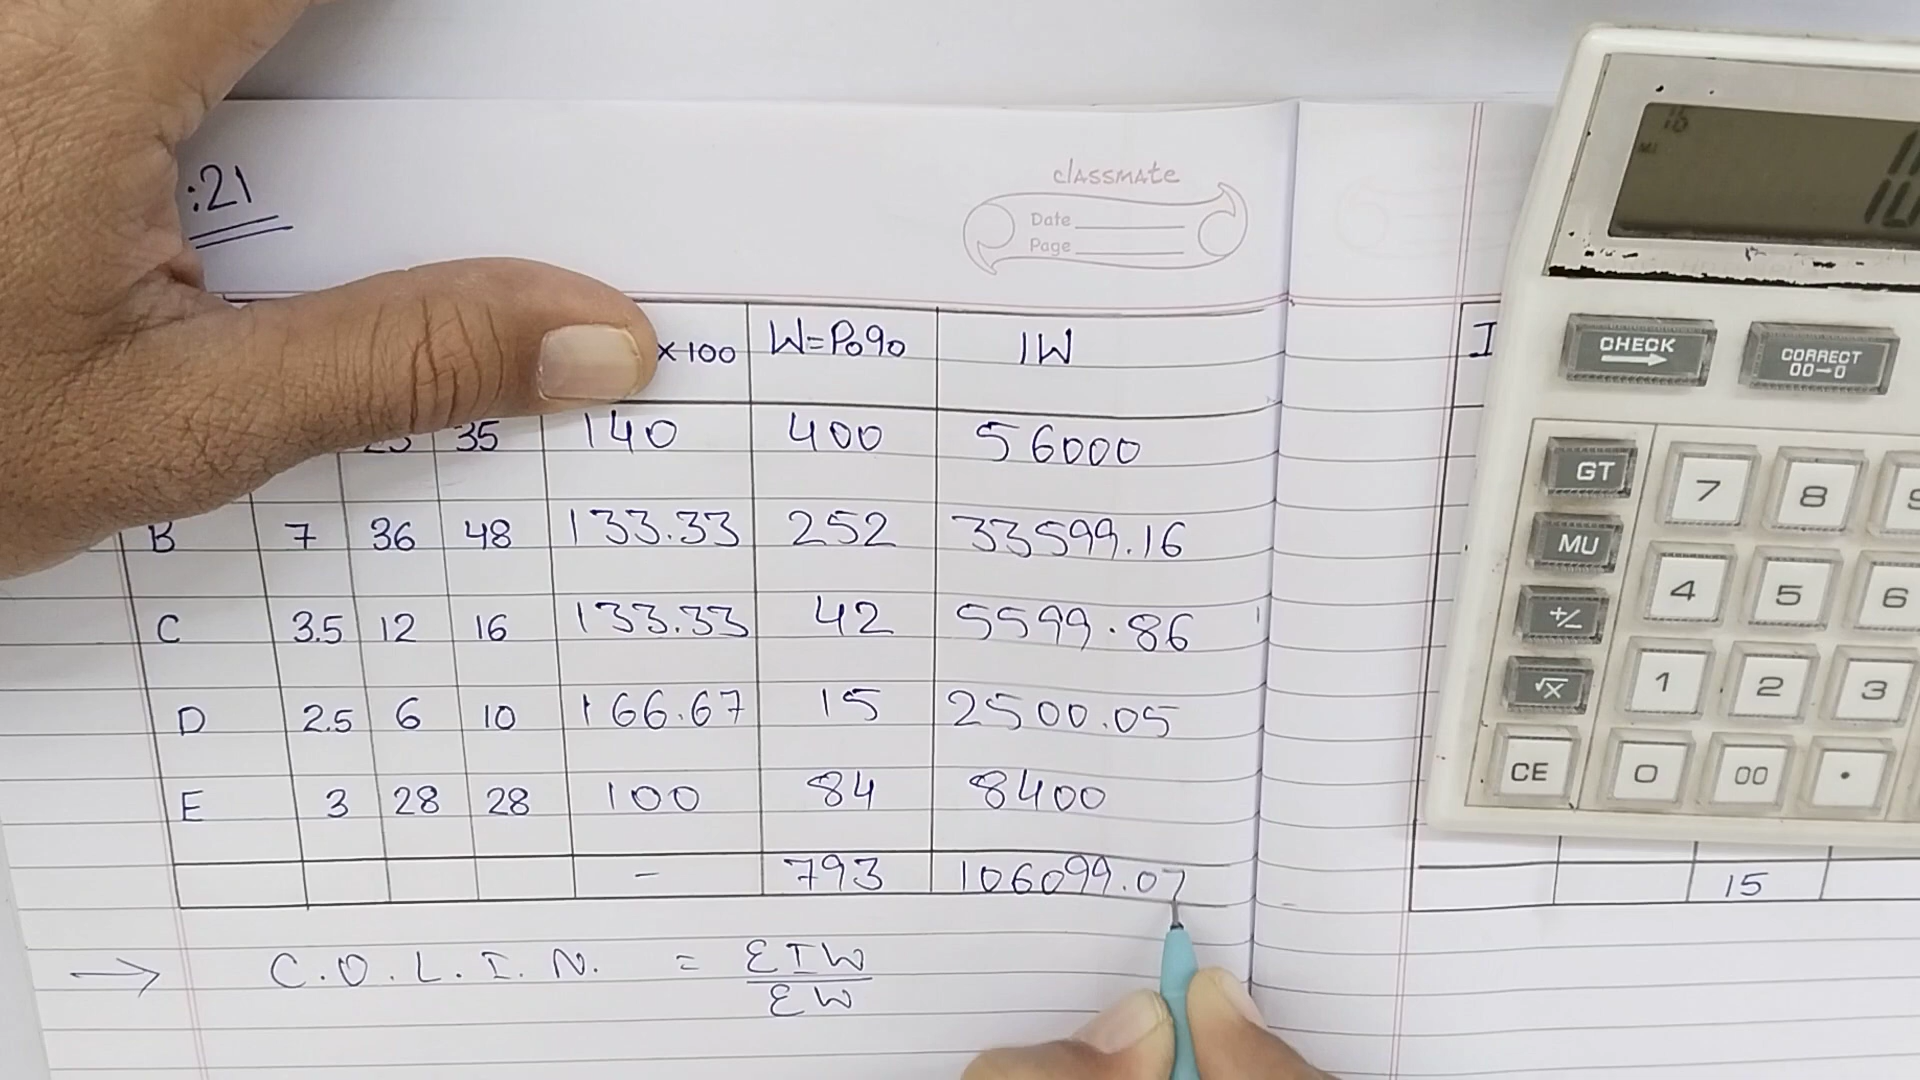 :21
classmate
Date
Page
×100 W=P₀q₀ IW
35 140 400 56000
B 7 36 48 133.33 252 33599.16
C 3.5 12 16 133.33 42 5599.86
D 2.5 6 10 166.67 15 2500.05
E 3 28 28 100 84 8400
- 793 106099.07
→ C.O.L.I.N. = ΣIW
ΣW
I
15
CHECK
CORRECT
00→0
GT 7 8
MU 4 5 6
+/- 1 2 3
√x
CE 0 00 •